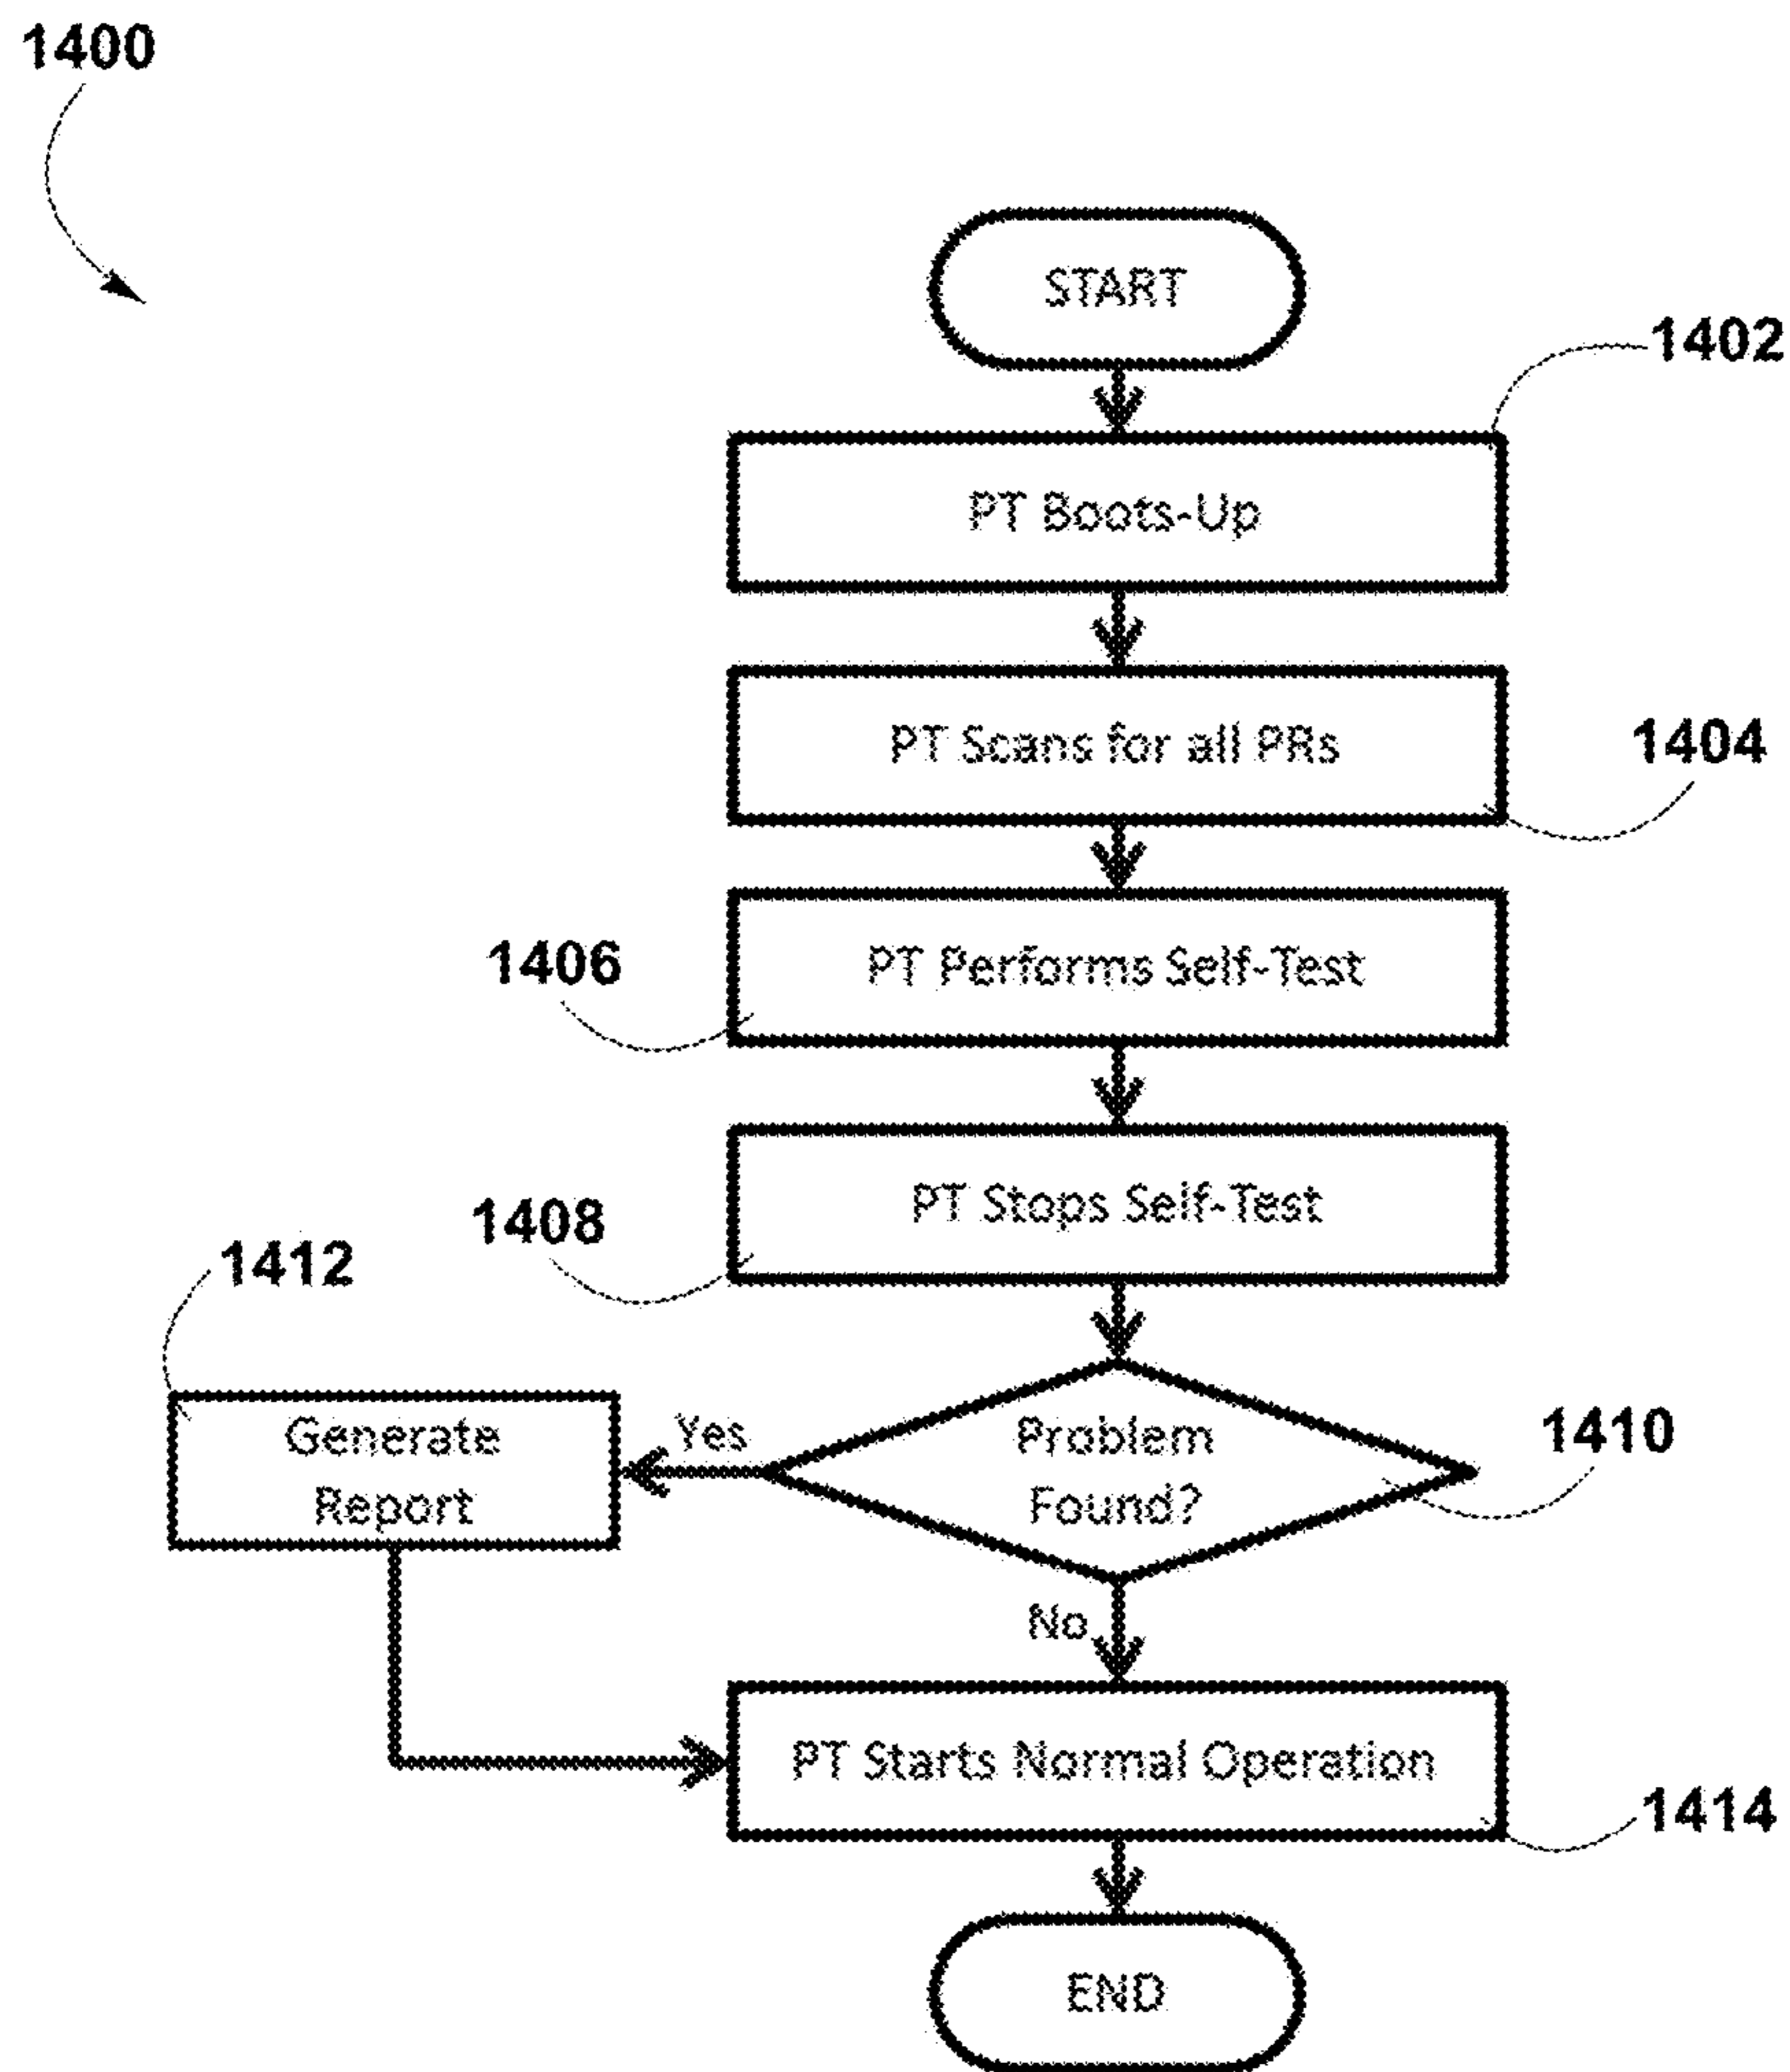 1400
START
1402
PT Boots-Up
PT Scans for all PRs
1404
1406
PT Performs Self-Test
1408
PT Stops Self-Test
1412
Generate
Report
Yes
Problem
Found?
1410
No
PT Starts Normal Operation
1414
END